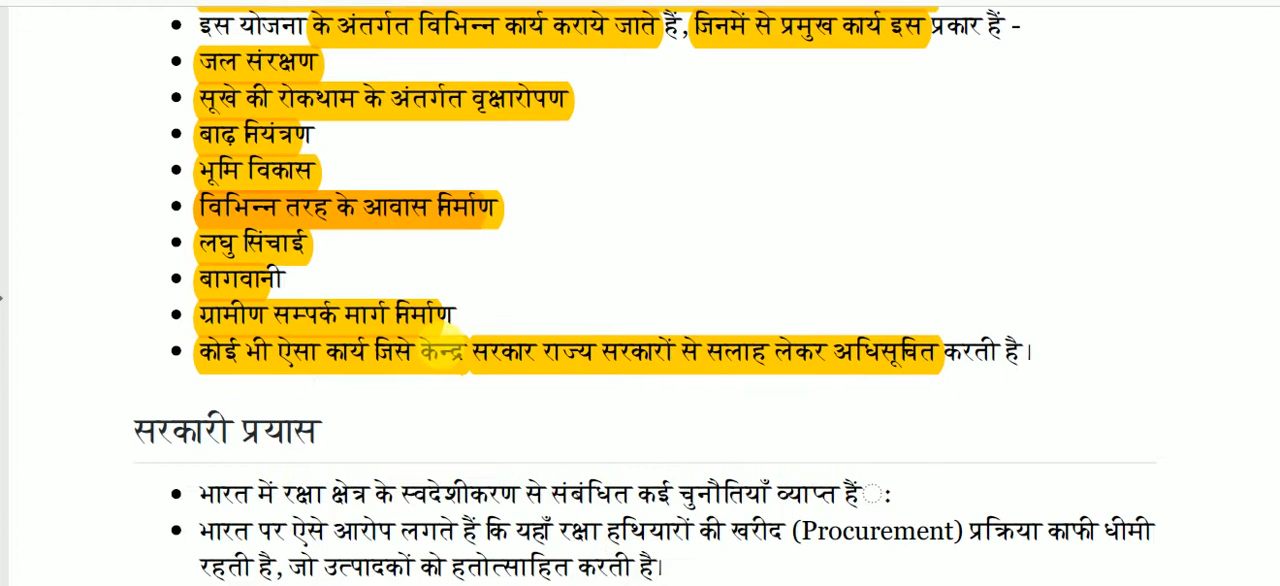 • इस योजना के अंतर्गत विभिन्न कार्य कराये जाते हैं, जिनमें से प्रमुख कार्य इस प्रकार हैं -
• जल संरक्षण
• सूखे की रोकथाम के अंतर्गत वृक्षारोपण
• बाढ़ नियंत्रण
• भूमि विकास
• विभिन्न तरह के आवास निर्माण
• लघु सिंचाई
• बागवानी
• ग्रामीण सम्पर्क मार्ग निर्माण
• कोई भी ऐसा कार्य जिसे केन्द्र सरकार राज्य सरकारों से सलाह लेकर अधिसूचित करती है।
सरकारी प्रयास
• भारत में रक्षा क्षेत्र के स्वदेशीकरण से संबंधित कई चुनौतियाँ व्याप्त हैंः
• भारत पर ऐसे आरोप लगते हैं कि यहाँ रक्षा हथियारों की खरीद (Procurement) प्रक्रिया काफी धीमी
रहती है, जो उत्पादकों को हतोत्साहित करती है।